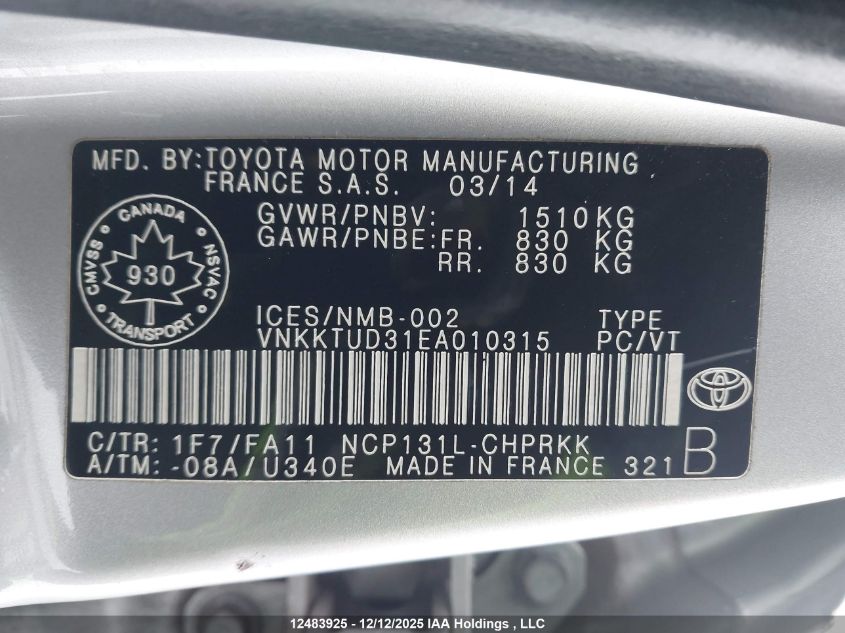 MFD. BY:TOYOTA MOTOR MANUFACTURING
FRANCE S.A.S. 03/14
GVWR/PNBV: 1510KG
GAWR/PNBE:FR. 830 KG
RR. 830 KG
CANADA
CMVSS
930
NSVAC
TRANSPORT
ICES/NMB-002 TYPE
VNKKTUD31EA010315 PC/VT
C/TR: 1F7/FA11 NCP131L-CHPRKK
A/TM: -08A/U340E MADE IN FRANCE 321 B
12483925 - 12/12/2025 IAA Holdings , LLC